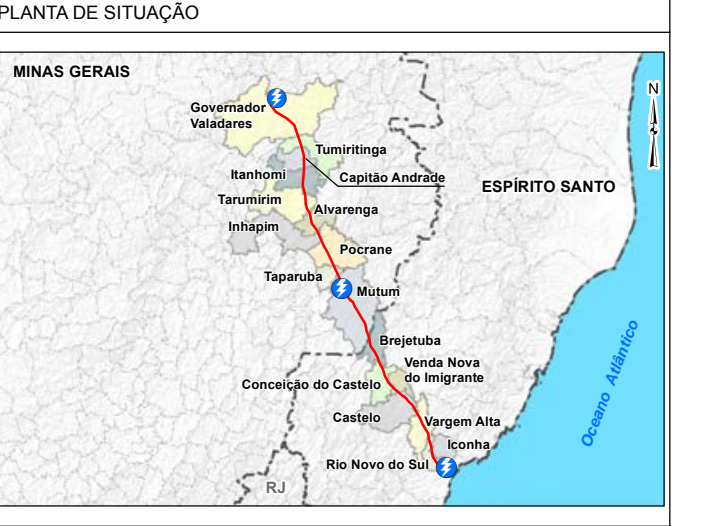 PLANTA DE SITUAÇÃO
MINAS GERAIS
N
Governador
Valadares
Tumiritinga
Itanhomi
Capitão Andrade
ESPÍRITO SANTO
Tarumirim
Alvarenga
Inhapim
Pocrane
Taparuba
Mutum
Brejetuba
Venda Nova
do Imigrante
Conceição do Castelo
Castelo
Vargem Alta
Iconha
Rio Novo do Sul
RJ
Oceano Atlântico